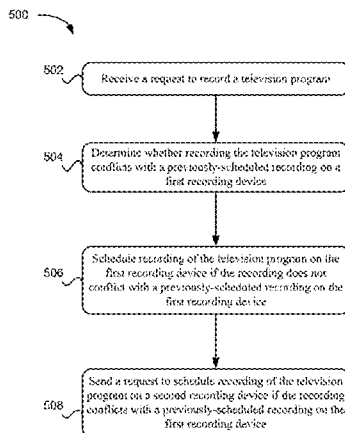 500
502
Receive a request to record a television program
504
Determine whether recording the television program
conflicts with a previously-scheduled recording on a
first recording device
506
Schedule recording of the television program on the
first recording device if the recording does not
conflict with a previously-scheduled recording on the
first recording device
508
Send a request to schedule recording of the television
program on a second recording device if the recording
conflicts with a previously-scheduled recording on the
first recording device